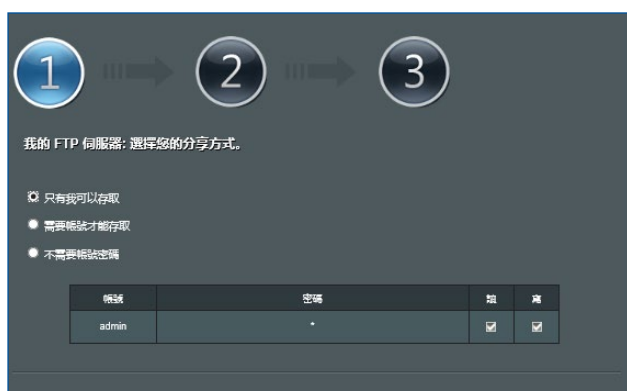 1 2 3
我的 FTP 伺服器: 選擇您的分享方式。
只有我可以存取
需要帳號才能存取
不需要帳號密碼
帳號 密碼 讀 寫
admin *